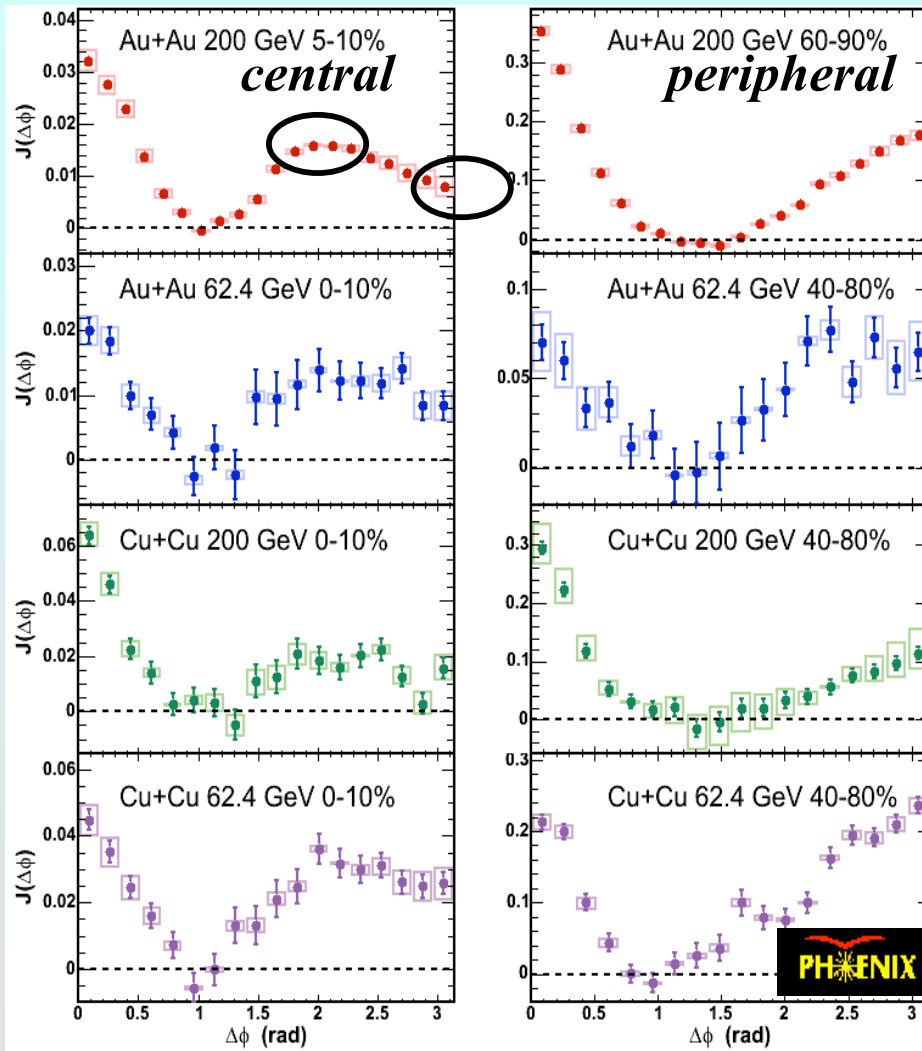 Au+Au 200 GeV 5-10%
central
J(Δϕ)
0.04
0.03
0.02
0.01
0
Au+Au 200 GeV 60-90%
peripheral
0.3
0.2
0.1
0
Au+Au 62.4 GeV 0-10%
J(Δϕ)
0.03
0.02
0.01
0
Au+Au 62.4 GeV 40-80%
0.1
0.05
0
Cu+Cu 200 GeV 0-10%
J(Δϕ)
0.06
0.04
0.02
0
Cu+Cu 200 GeV 40-80%
0.3
0.2
0.1
0
Cu+Cu 62.4 GeV 0-10%
J(Δϕ)
0.06
0.04
0.02
0
Cu+Cu 62.4 GeV 40-80%
0.3
0.2
0.1
0
PHENIX
0 0.5 1 1.5 2 2.5 3
Δϕ (rad)
0 0.5 1 1.5 2 2.5 3
Δϕ (rad)